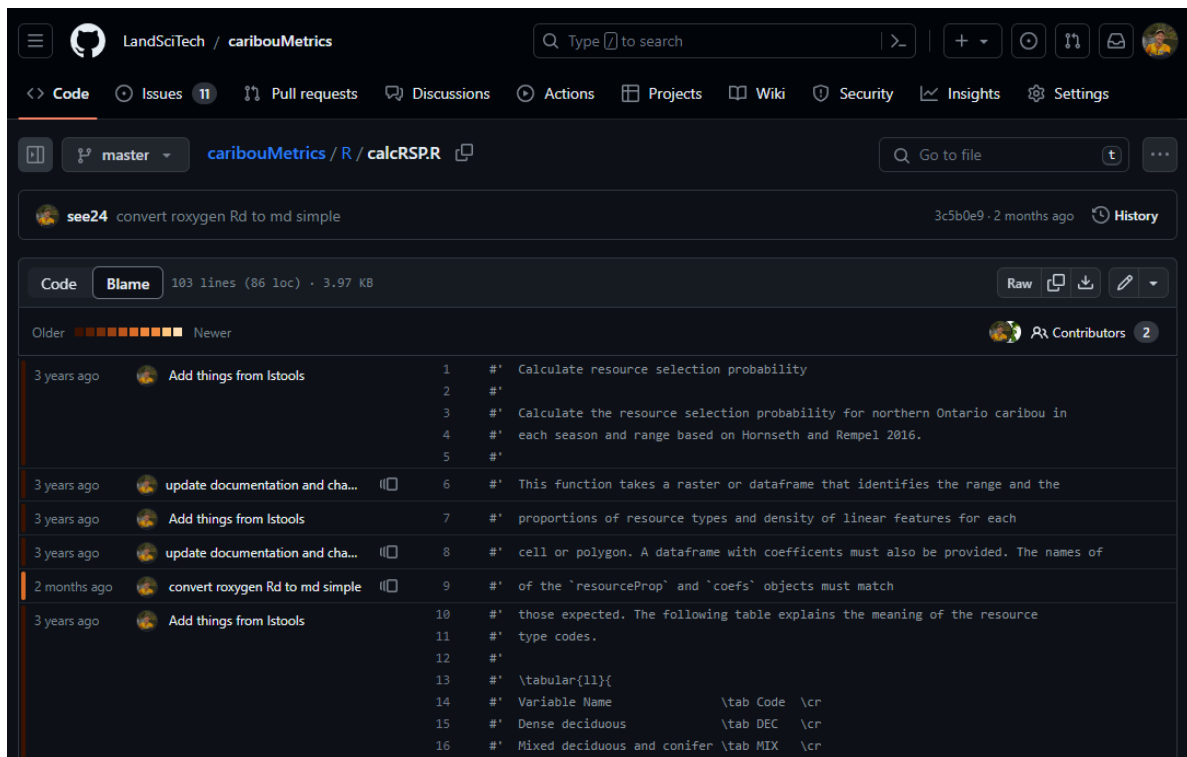 LandSciTech / caribouMetrics
Type / to search
<> Code
Issues 11
Pull requests
Discussions
Actions
Projects
Wiki
Security
Insights
Settings
master
caribouMetrics / R / calcRSP.R
Go to file
t
see24 convert roxygen Rd to md simple
3c5b0e9 · 2 months ago
History
Code
Blame
103 lines (86 loc) · 3.97 KB
Raw
Older
Newer
Contributors 2
3 years ago Add things from lstools 1 #' Calculate resource selection probability
2 #'
3 #' Calculate the resource selection probability for northern Ontario caribou in
4 #' each season and range based on Hornseth and Rempel 2016.
5 #'
3 years ago update documentation and cha... 6 #' This function takes a raster or dataframe that identifies the range and the
3 years ago Add things from lstools 7 #' proportions of resource types and density of linear features for each
3 years ago update documentation and cha... 8 #' cell or polygon. A dataframe with coefficents must also be provided. The names of
2 months ago convert roxygen Rd to md simple 9 #' of the `resourceProp` and `coefs` objects must match
3 years ago Add things from lstools 10 #' those expected. The following table explains the meaning of the resource
11 #' type codes.
12 #'
13 #' \tabular{ll}{
14 #' Variable Name \tab Code \cr
15 #' Dense deciduous \tab DEC \cr
16 #' Mixed deciduous and conifer \tab MIX \cr